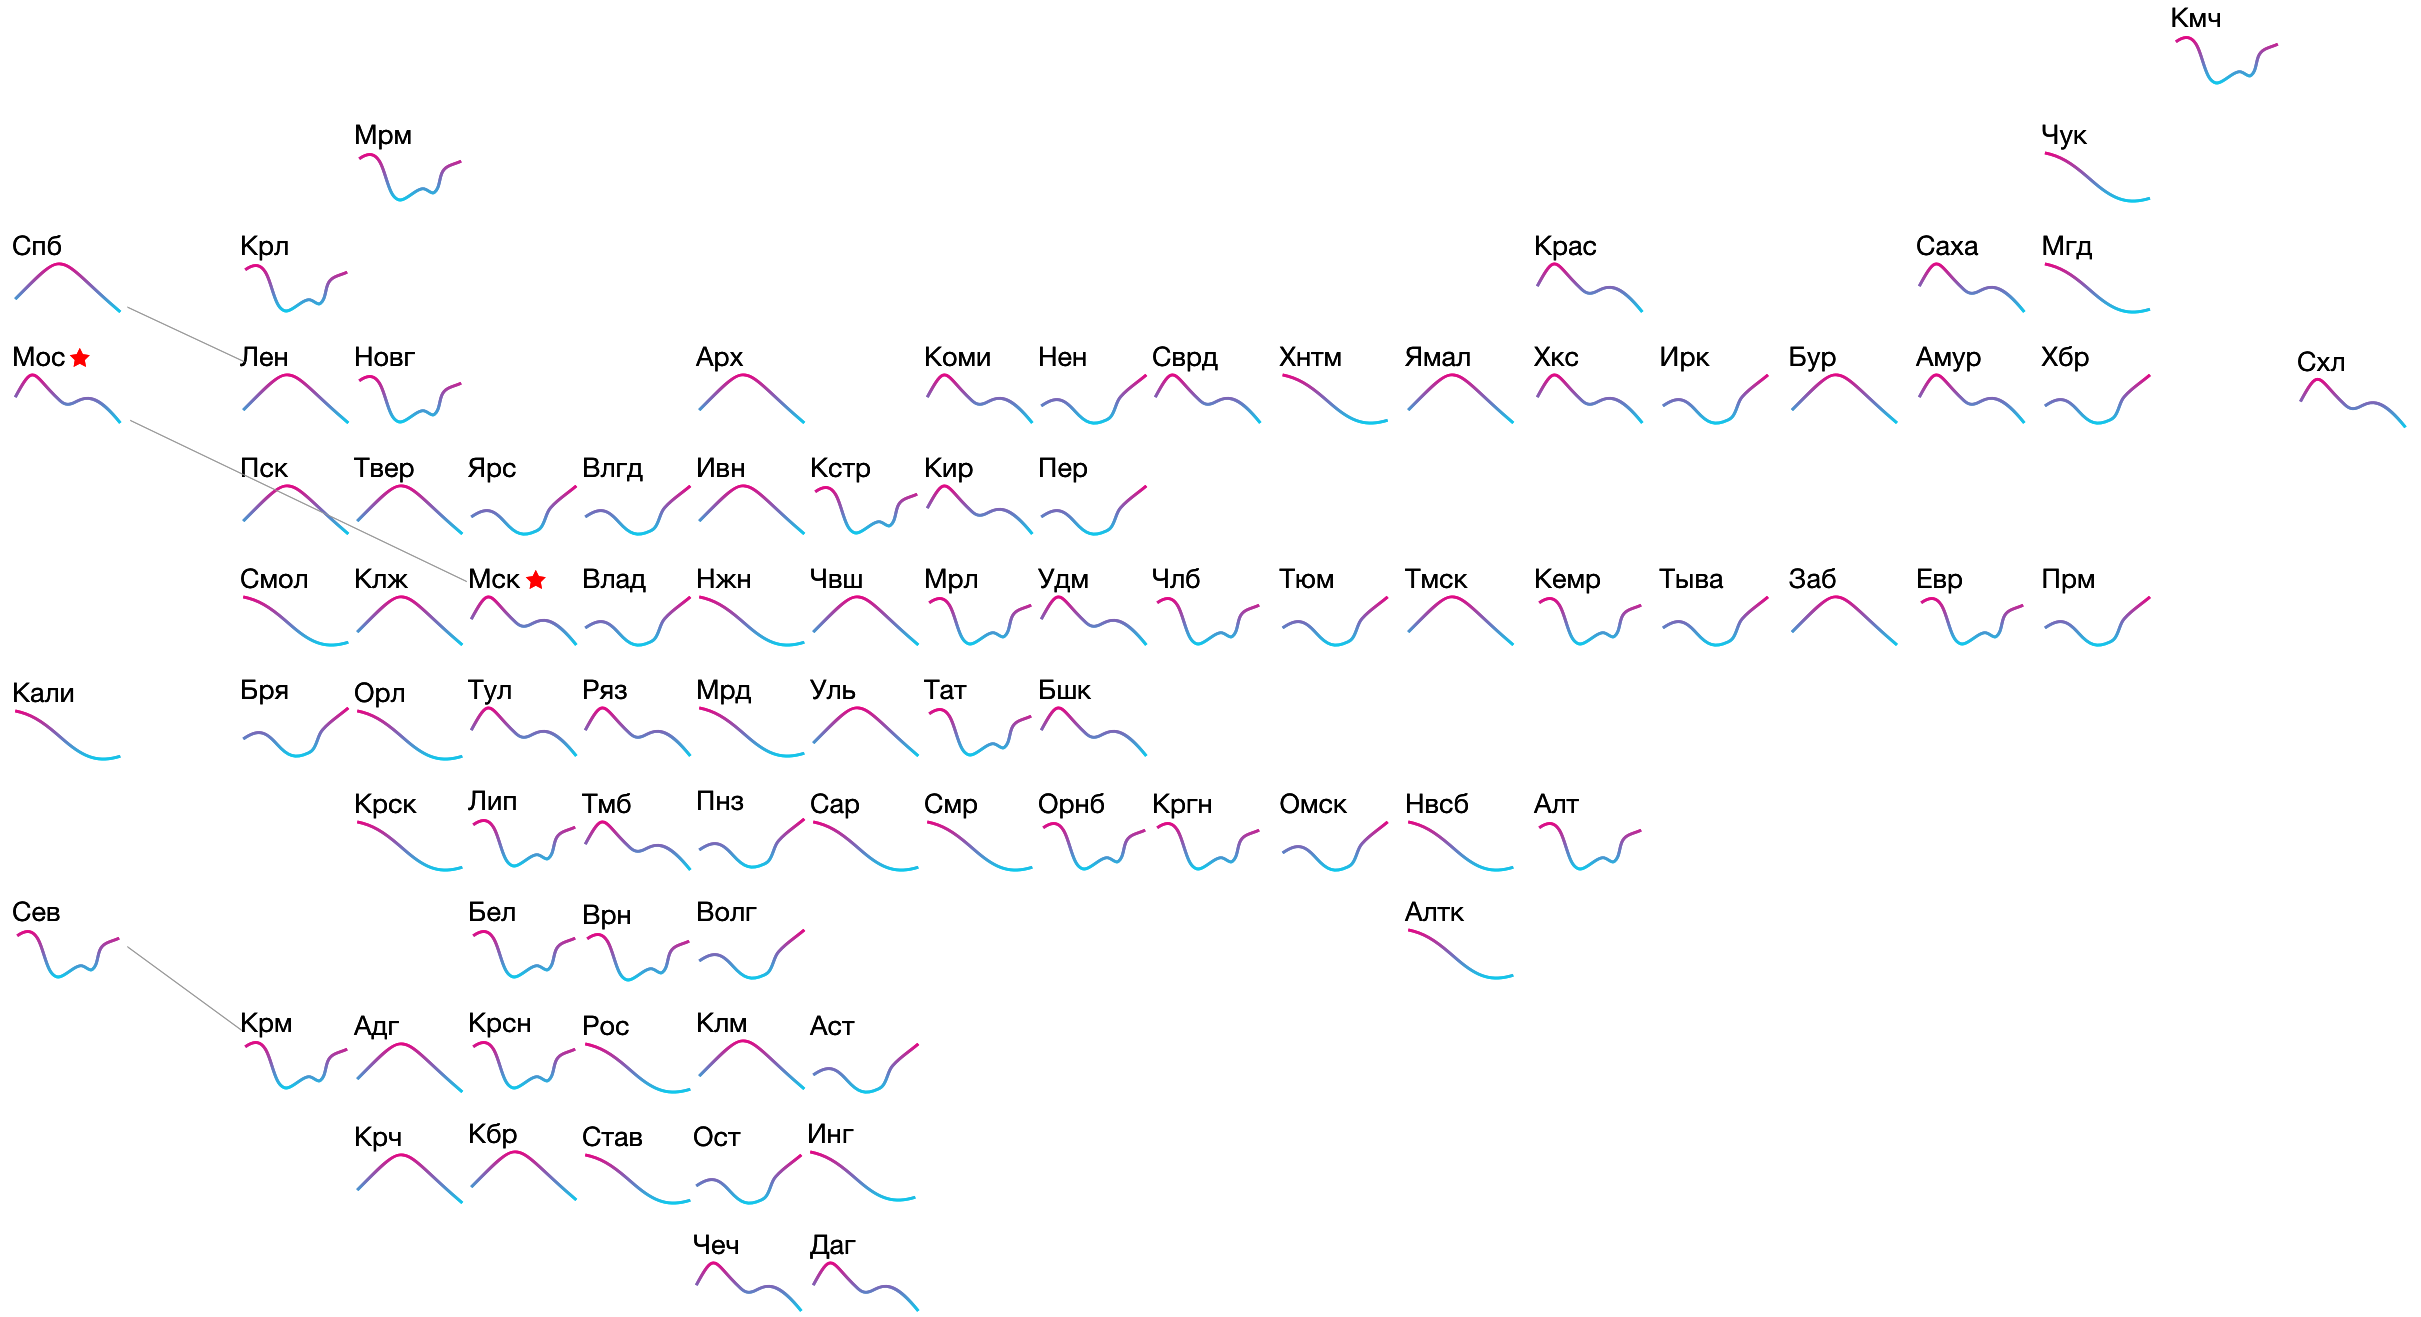 Кмч
Мрм Чук
Спб Крл Крас Саха Мгд
Мос Лен Новг Арх Коми Нен Сврд Хнтм Ямал Хкс Ирк Бур Амур Хбр Схл
Пск Твер Ярс Влгд Ивн Кстр Кир Пер
Смол Клж Мск Влад Нжн Чвш Мрл Удм Члб Тюм Тмск Кемр Тыва Заб Евр Прм
Кали Бря Орл Тул Ряз Мрд Уль Тат Бшк
Крск Лип Тмб Пнз Сар Смр Орнб Кргн Омск Нвсб Алт
Сев Бел Врн Волг Алтк
Крм Адг Крсн Рос Клм Аст
Крч Кбр Став Ост Инг
Чеч Даг